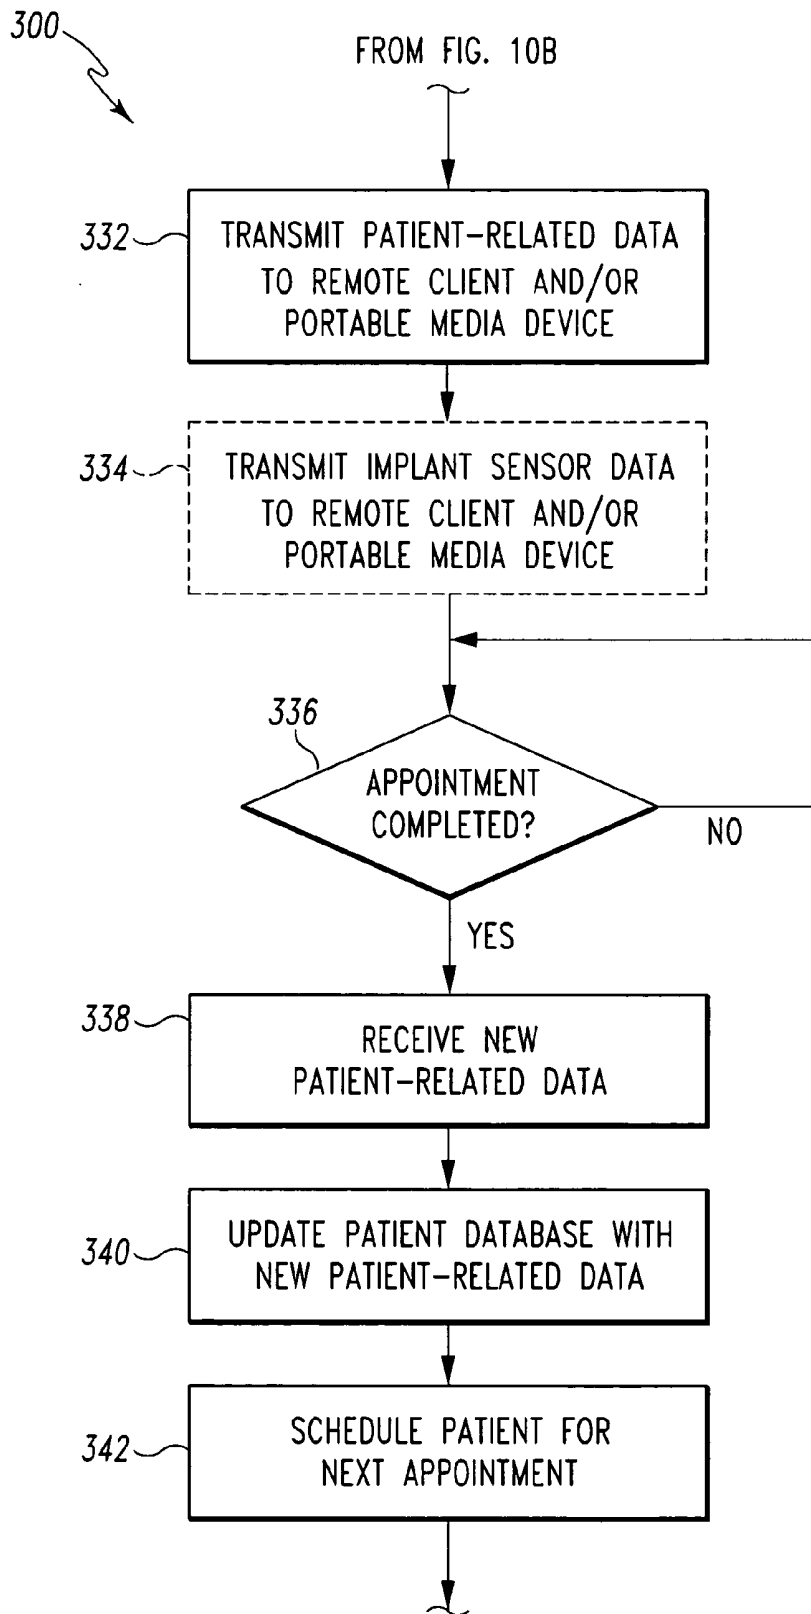 300
FROM FIG. 10B
332
TRANSMIT PATIENT-RELATED DATA
TO REMOTE CLIENT AND/OR
PORTABLE MEDIA DEVICE
334
TRANSMIT IMPLANT SENSOR DATA
TO REMOTE CLIENT AND/OR
PORTABLE MEDIA DEVICE
336
APPOINTMENT
COMPLETED?
NO
YES
338
RECEIVE NEW
PATIENT-RELATED DATA
340
UPDATE PATIENT DATABASE WITH
NEW PATIENT-RELATED DATA
342
SCHEDULE PATIENT FOR
NEXT APPOINTMENT